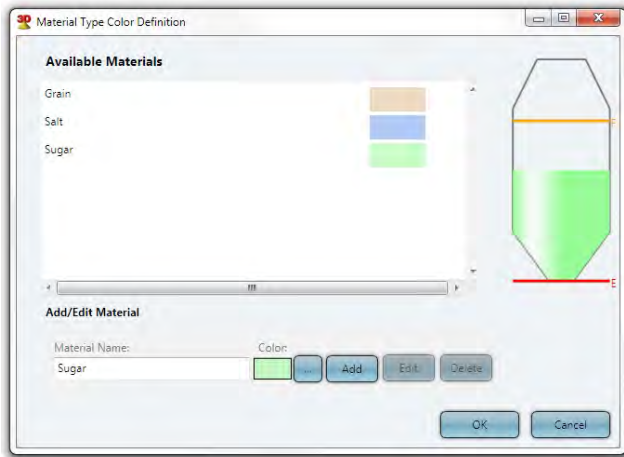 3D
Material Type Color Definition
Available Materials
Grain
Salt
Sugar
F
E
Add/Edit Material
Material Name:
Color:
Sugar
...
Add
Edit
Delete
OK
Cancel